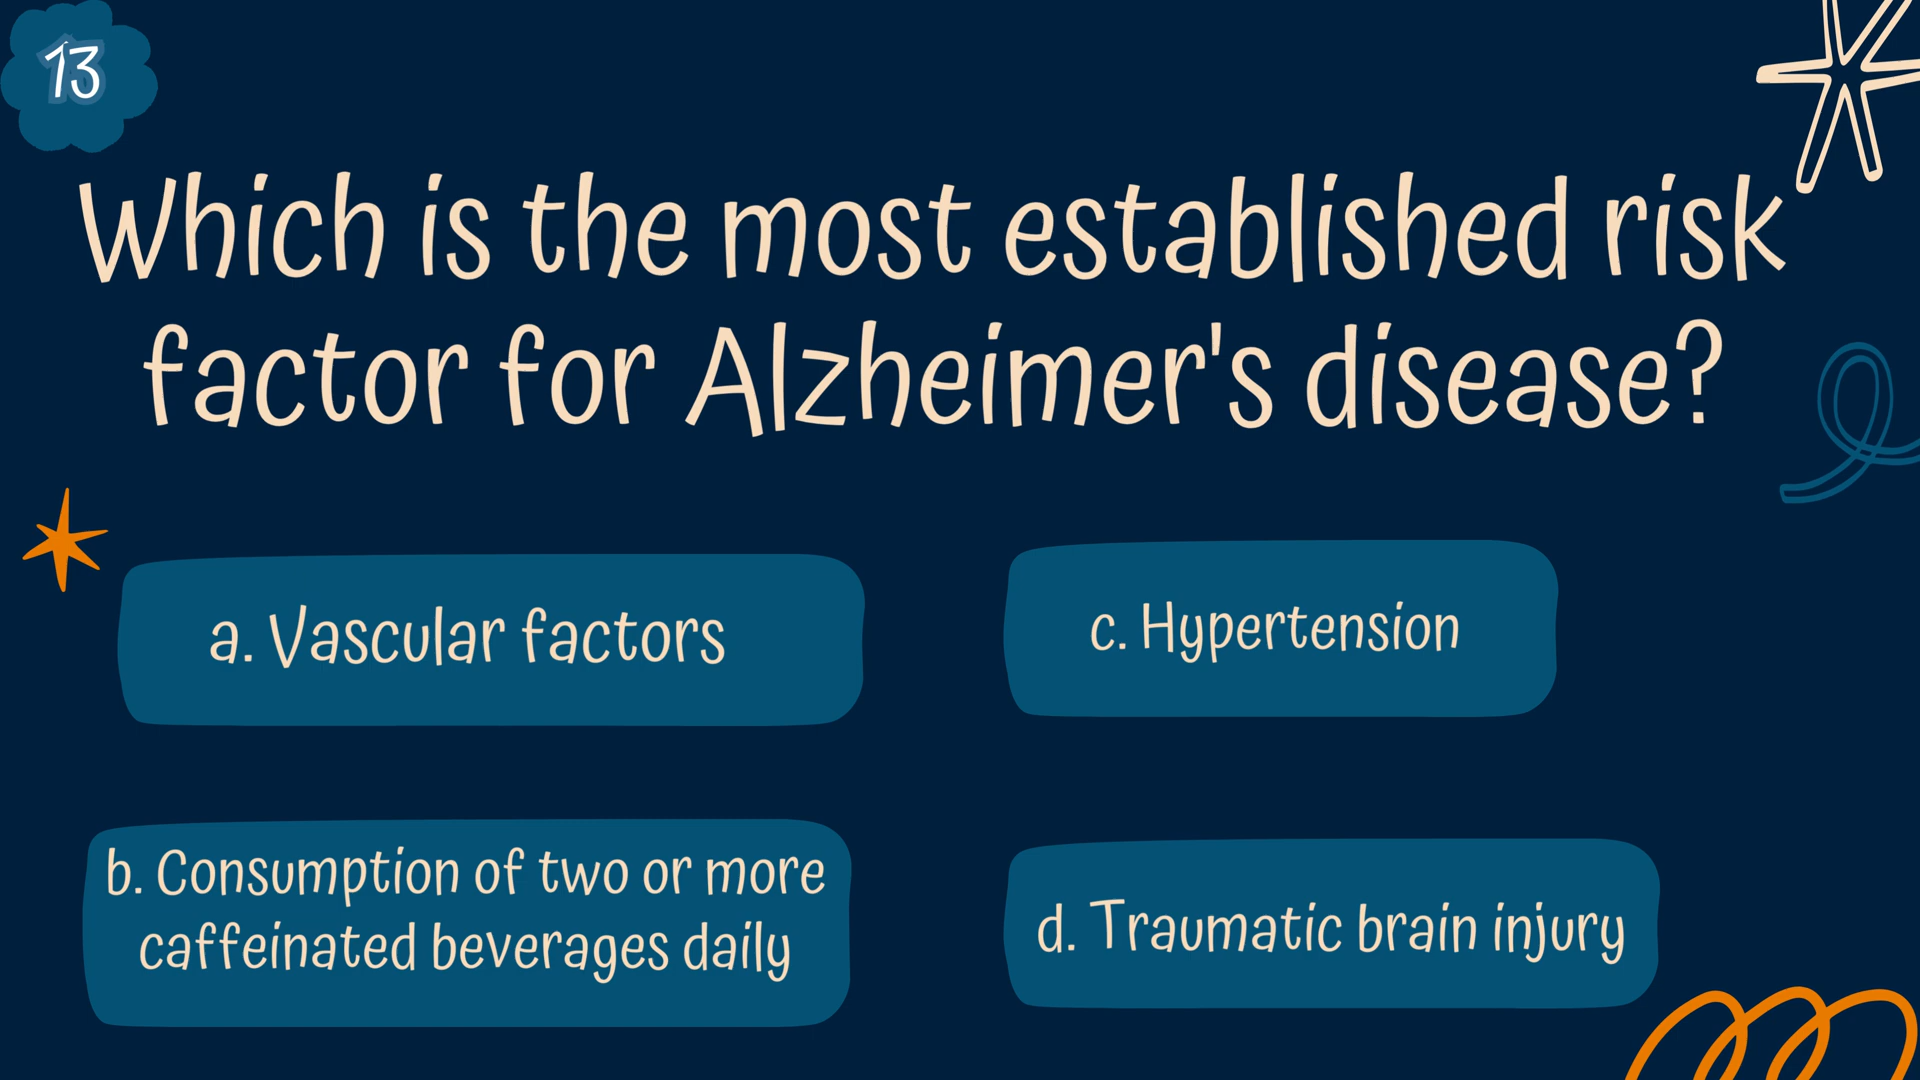 13
Which is the most established risk
factor for Alzheimer's disease?
a. Vascular factors
c. Hypertension
b. Consumption of two or more
caffeinated beverages daily
d. Traumatic brain injury